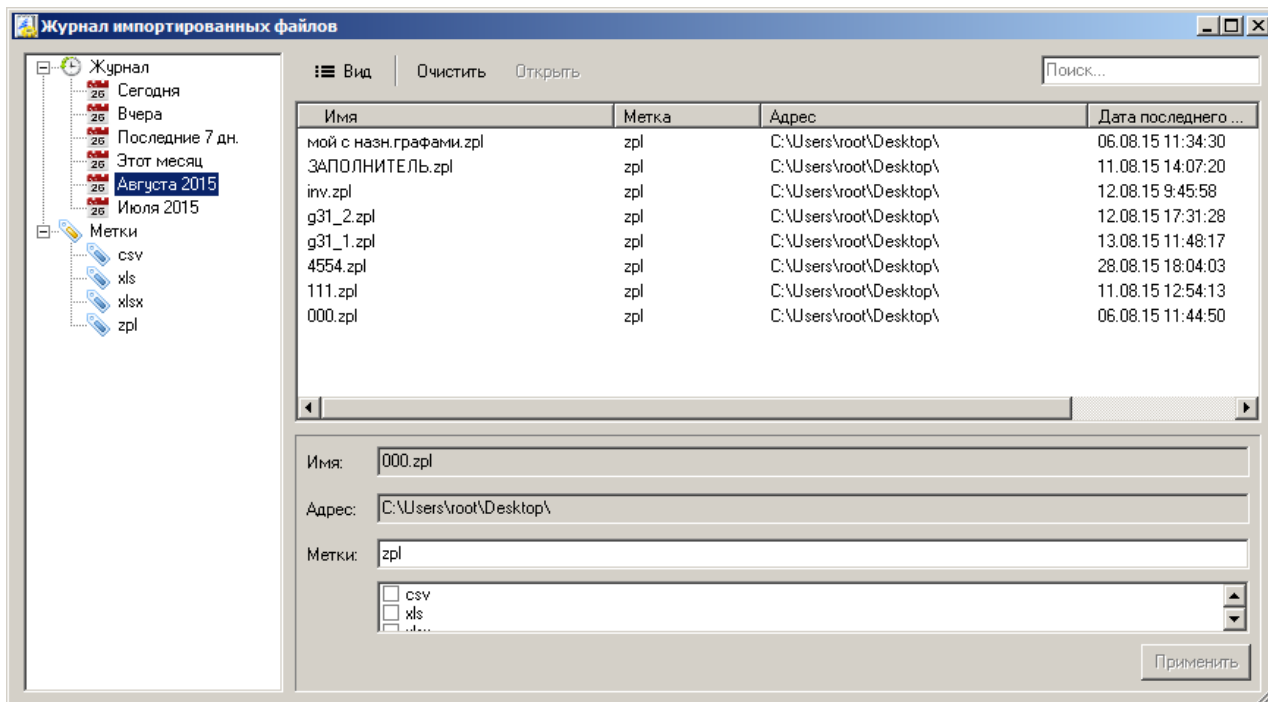 Журнал импортированных файлов
Журнал
Сегодня
Вчера
Последние 7 дн.
Этот месяц
Августа 2015
Июля 2015
Метки
csv
xls
xlsx
zpl
Вид Очистить Открыть Поиск...
Имя Метка Адрес Дата последнего ...
мой с назн.графами.zpl zpl C:\Users\root\Desktop\ 06.08.15 11:34:30
ЗАПОЛНИТЕЛЬ.zpl zpl C:\Users\root\Desktop\ 11.08.15 14:07:20
inv.zpl zpl C:\Users\root\Desktop\ 12.08.15 9:45:58
g31_2.zpl zpl C:\Users\root\Desktop\ 12.08.15 17:31:28
g31_1.zpl zpl C:\Users\root\Desktop\ 13.08.15 11:48:17
4554.zpl zpl C:\Users\root\Desktop\ 28.08.15 18:04:03
111.zpl zpl C:\Users\root\Desktop\ 11.08.15 12:54:13
000.zpl zpl C:\Users\root\Desktop\ 06.08.15 11:44:50
Имя: 000.zpl
Адрес: C:\Users\root\Desktop\
Метки: zpl
csv
xls
Применить